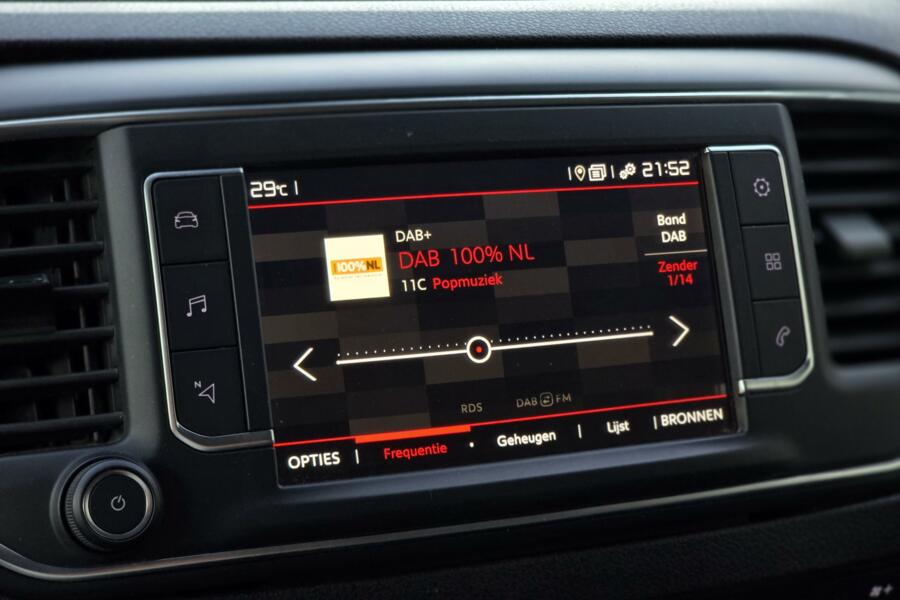 29°C
21:52
DAB+
DAB 100% NL
11C Popmuziek
100%NL
Band
DAB
Zender
1/14
N
RDS
DAB FM
OPTIES
Frequentie
Geheugen
Lijst
BRONNEN